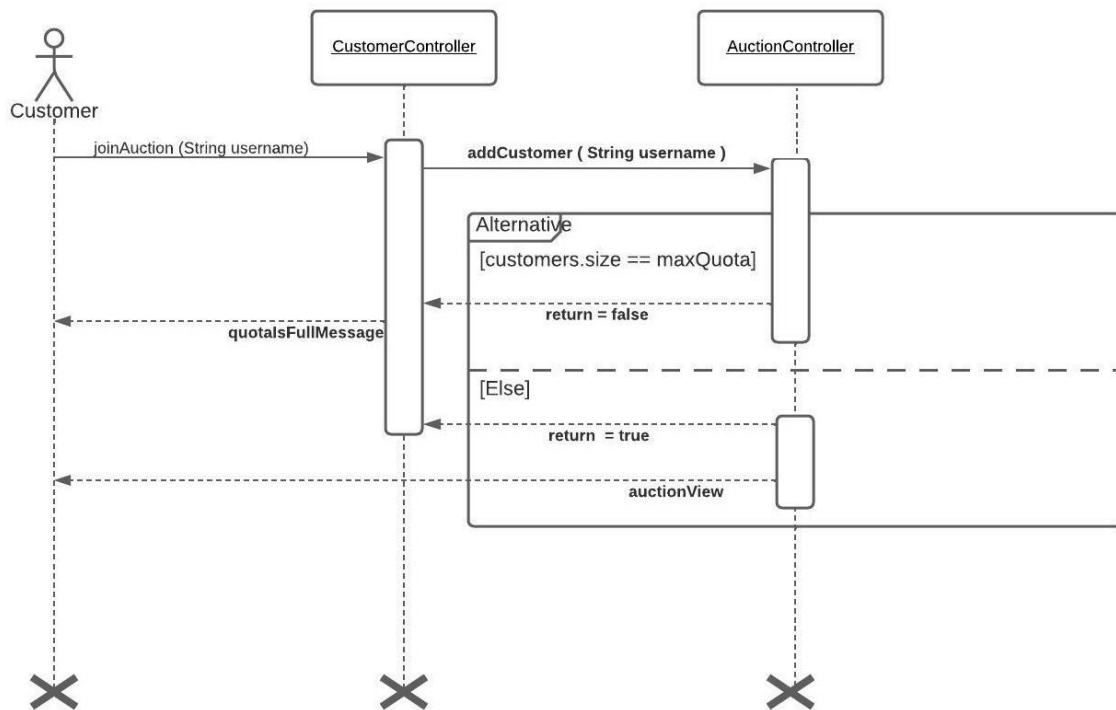 CustomerController
AuctionController
Customer
joinAuction (String username)
addCustomer ( String username )
Alternative
[customers.size == maxQuota]
return = false
quotaIsFullMessage
[Else]
return = true
auctionView